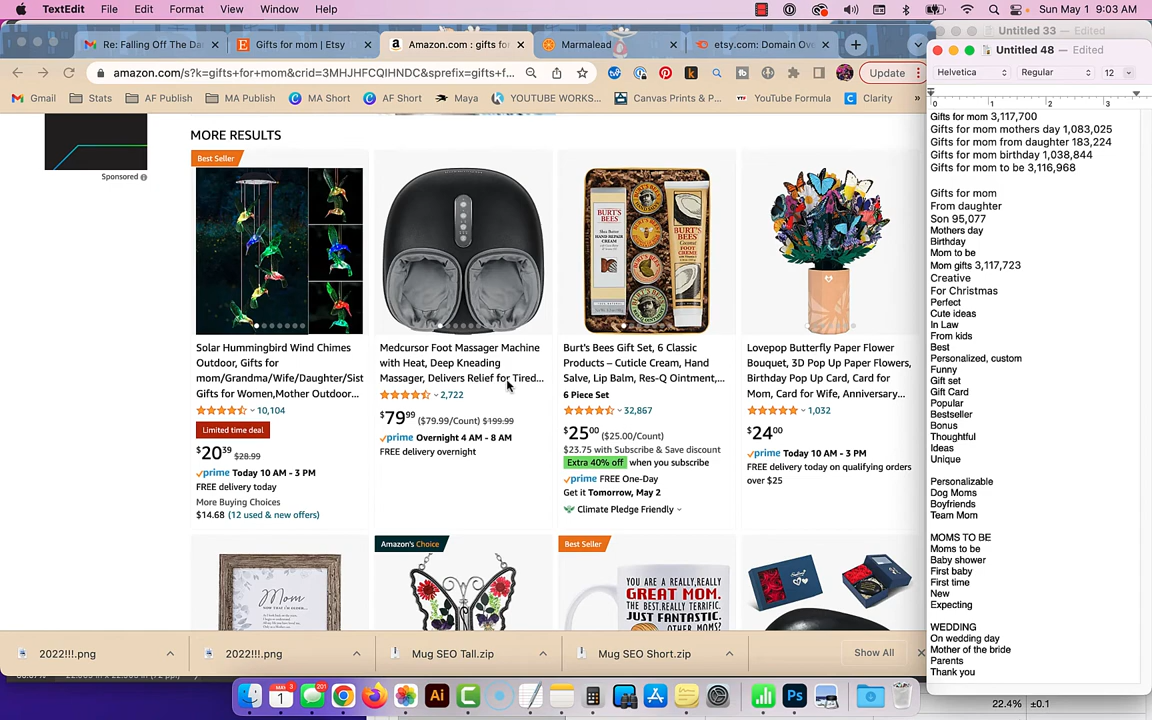 TextEdit File Edit Format View Window Help
Sun May 1 9:03 AM
Re: Falling Off The Da
Gifts for mom | Etsy
Amazon.com : gifts fo
Marmalead
etsy.com: Domain Ove
amazon.com/s?k=gifts+for+mom&crid=3MHJHFCQIHNDC&sprefix=gifts+f...
Update
Gmail
Stats
AF Publish
MA Publish
MA Short
AF Short
Maya
YOUTUBE WORKS...
Canvas Prints & P...
YouTube Formula
Clarity
»
Sponsored
MORE RESULTS
Best Seller
Solar Hummingbird Wind Chimes
Outdoor, Gifts for
mom/Grandma/Wife/Daughter/Sist
Gifts for Women,Mother Outdoor...
10,104
Limited time deal
$20 39 $28.99
prime Today 10 AM - 3 PM
FREE delivery today
More Buying Choices
$14.68 (12 used & new offers)
Medcursor Foot Massager Machine
with Heat, Deep Kneading
Massager, Delivers Relief for Tired...
2,722
$79 99 ($79.99/Count) $199.99
prime Overnight 4 AM - 8 AM
FREE delivery overnight
BURT'S BEES
Burt's Bees Gift Set, 6 Classic
Products – Cuticle Cream, Hand
Salve, Lip Balm, Res-Q Ointment,...
6 Piece Set
32,867
$25 00 ($25.00/Count)
$23.75 with Subscribe & Save discount
Extra 40% off when you subscribe
prime FREE One-Day
Get it Tomorrow, May 2
Climate Pledge Friendly
Lovepop Butterfly Paper Flower
Bouquet, 3D Pop Up Paper Flowers,
Birthday Pop Up Card, Card for
Mom, Card for Wife, Anniversary...
1,032
$24 00
prime Today 10 AM - 3 PM
FREE delivery today on qualifying orders
over $25
Mom
Amazon's Choice
Best Seller
YOU ARE A REALLY,REALLY
GREAT MOM.
THE BEST.REALLY TERRIFIC.
JUST FANTASTIC.
OTHER MOMS?
2022!!!.png
2022!!!.png
Mug SEO Tall.zip
Mug SEO Short.zip
Show All
Untitled 33 — Edited
Untitled 48 — Edited
Helvetica
Regular
12
0 1 2 3
Gifts for mom 3,117,700
Gifts for mom mothers day 1,083,025
Gifts for mom from daughter 183,224
Gifts for mom birthday 1,038,844
Gifts for mom to be 3,116,968
Gifts for mom
From daughter
Son 95,077
Mothers day
Birthday
Mom to be
Mom gifts 3,117,723
Creative
For Christmas
Perfect
Cute ideas
In Law
From kids
Best
Personalized, custom
Funny
Gift set
Gift Card
Popular
Bestseller
Bonus
Thoughtful
Ideas
Unique
Personalizable
Dog Moms
Boyfriends
Team Mom
MOMS TO BE
Moms to be
Baby shower
First baby
First time
New
Expecting
WEDDING
On wedding day
Mother of the bride
Parents
Thank you
22.4% ±0.1